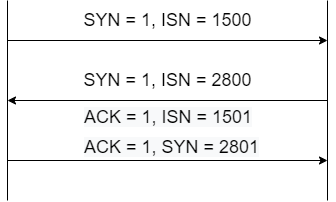 SYN = 1, ISN = 1500
SYN = 1, ISN = 2800
ACK = 1, ISN = 1501
ACK = 1, SYN = 2801